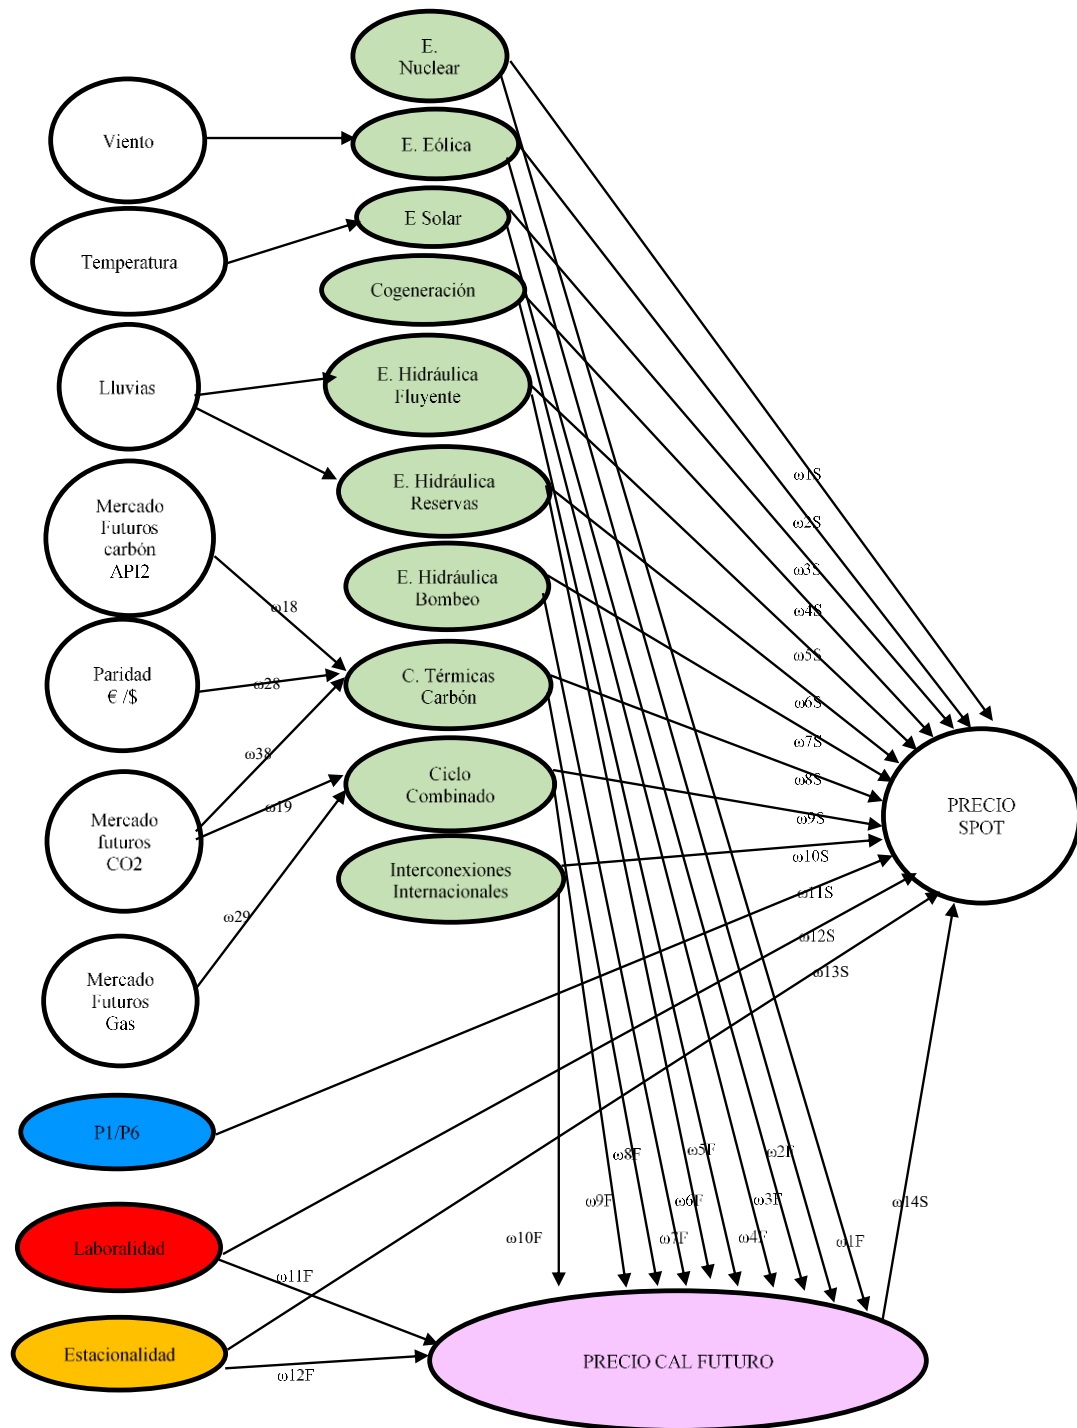 E.
Nuclear
Viento
E. Eólica
E Solar
Temperatura
Cogeneración
E. Hidráulica
Fluyente
Lluvias
E. Hidráulica
Reservas
Mercado
Futuros
carbón
API2
E. Hidráulica
Bombeo
ω18
Paridad
€ /$
ω28
C. Térmicas
Carbón
ω38
Ciclo
Combinado
ω19
Mercado
futuros
CO2
Interconexiones
Internacionales
ω29
Mercado
Futuros
Gas
ω1S
ω2S
ω3S
ω4S
ω5S
ω6S
ω7S
ω8S
ω9S
ω10S
ω11S
ω12S
ω13S
PRECIO
SPOT
P1/P6
Laboralidad
Estacionalidad
ω11F
ω12F
ω10F
ω9F
ω8F
ω7F
ω6F
ω5F
ω4F
ω3F
ω2F
ω1F
ω14S
PRECIO CAL FUTURO